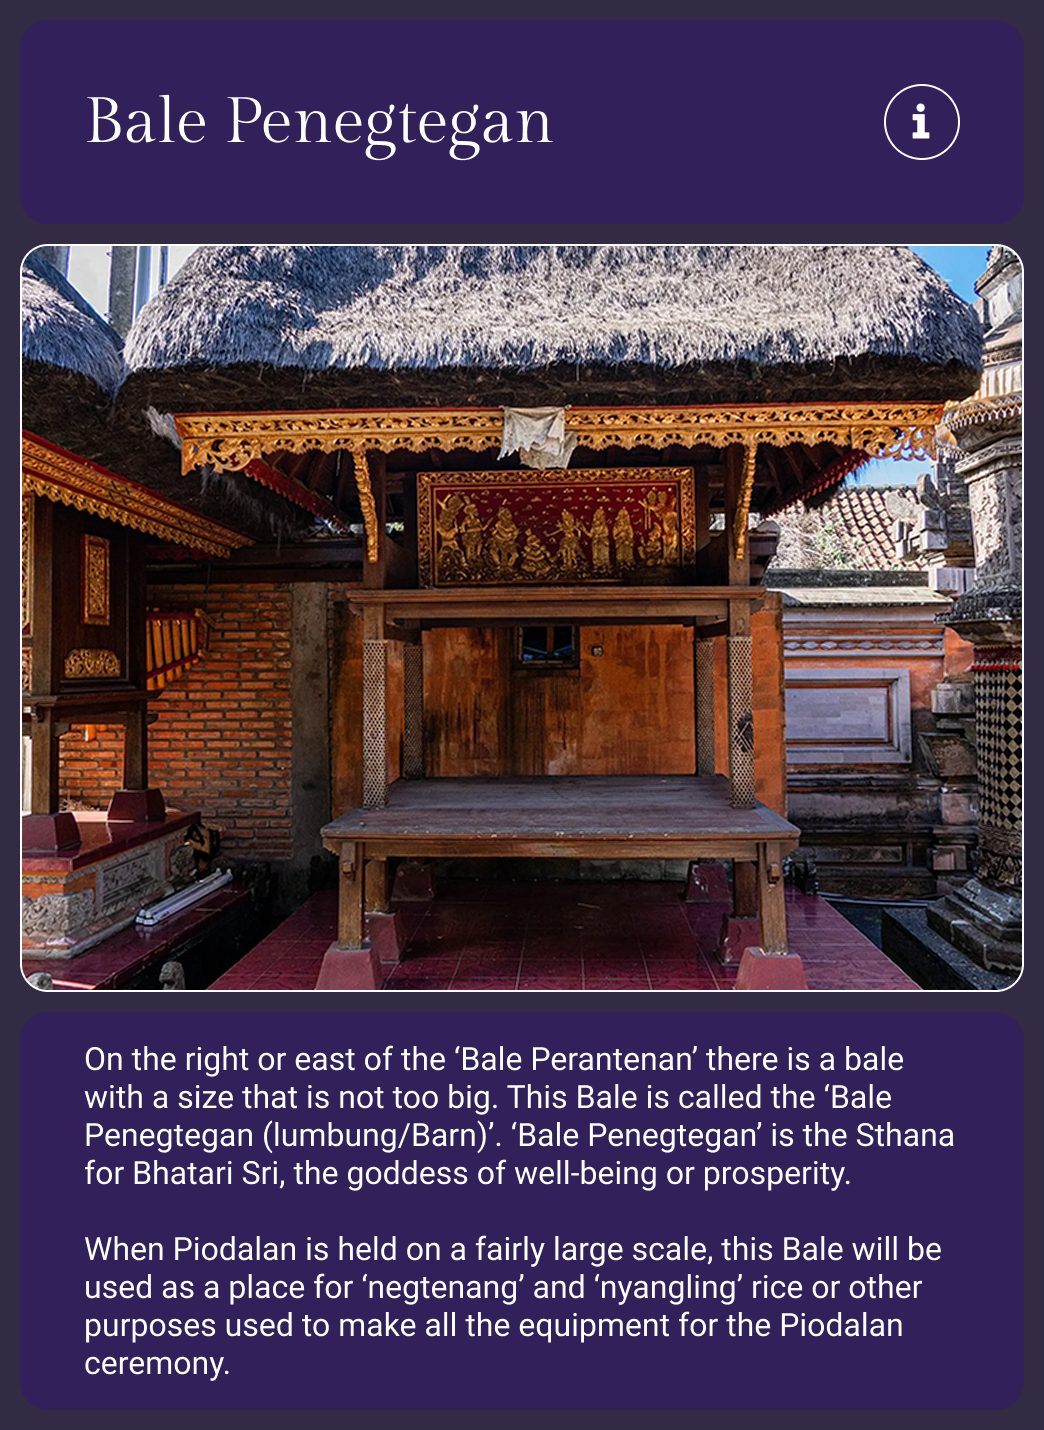 Bale Penegtegan
On the right or east of the ‘Bale Perantenan’ there is a bale
with a size that is not too big. This Bale is called the ‘Bale
Penegtegan (lumbung/Barn)’. ‘Bale Penegtegan’ is the Sthana
for Bhatari Sri, the goddess of well-being or prosperity.
When Piodalan is held on a fairly large scale, this Bale will be
used as a place for ‘negtenang’ and ‘nyangling’ rice or other
purposes used to make all the equipment for the Piodalan
ceremony.